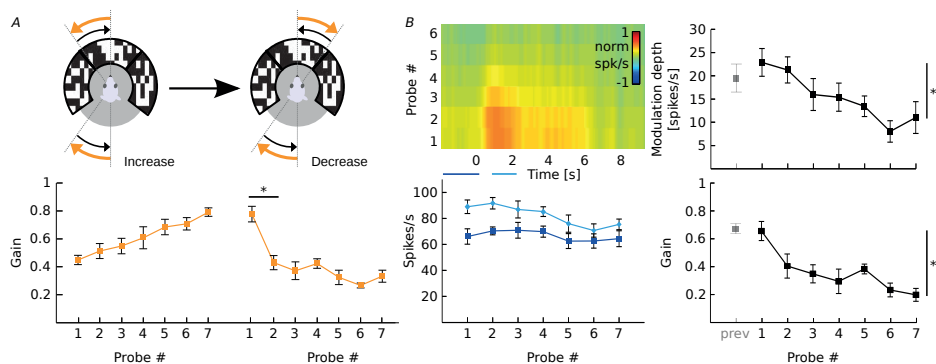 A
Increase
Decrease
Gain
1
0.8
0.6
0.4
0.2
1 2 3 4 5 6 7
*
1 2 3 4 5 6 7
Probe #
Probe #
B
Probe #
6
5
4
3
2
1
1
norm
spk/s
-1
0 2 4 6 8
Time [s]
Spikes/s
100
80
60
40
20
1 2 3 4 5 6 7
Probe #
Modulation depth
[spikes/s]
30
25
20
15
10
5
0
*
Gain
1
0.8
0.6
0.4
0.2
*
prev 1 2 3 4 5 6 7
Probe #